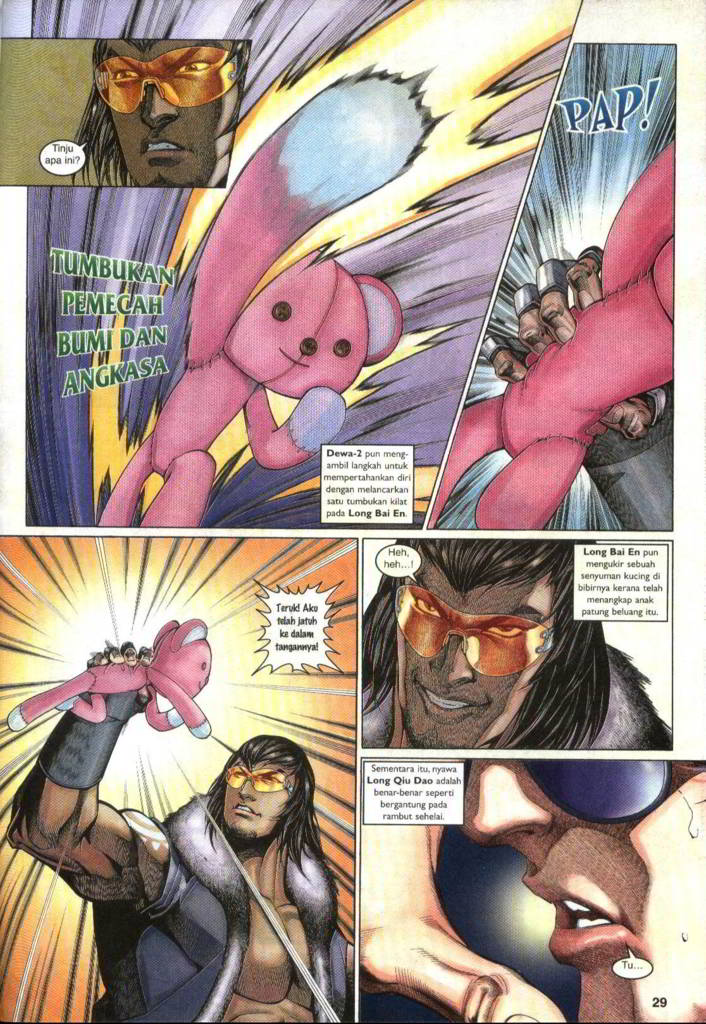 Tinju
apa ini?
TUMBUKAN
PEMECAH
BUMI DAN
ANGKASA
Dewa-2 pun meng-
ambil langkah untuk
mempertahankan diri
dengan melancarkan
satu tumbukan kilat
pada Long Bai En.
PAP!
Teruk! Aku
telah jatuh
ke dalam
tangannya!
Heh,
heh...!
Long Bai En pun
mengukir sebuah
senyuman kucing di
bibirnya kerana telah
menangkap anak
patung beluang itu.
Sementara itu, nyawa
Long Qiu Dao adalah
benar-benar seperti
bergantung pada
rambut sehelai.
Tu...
29